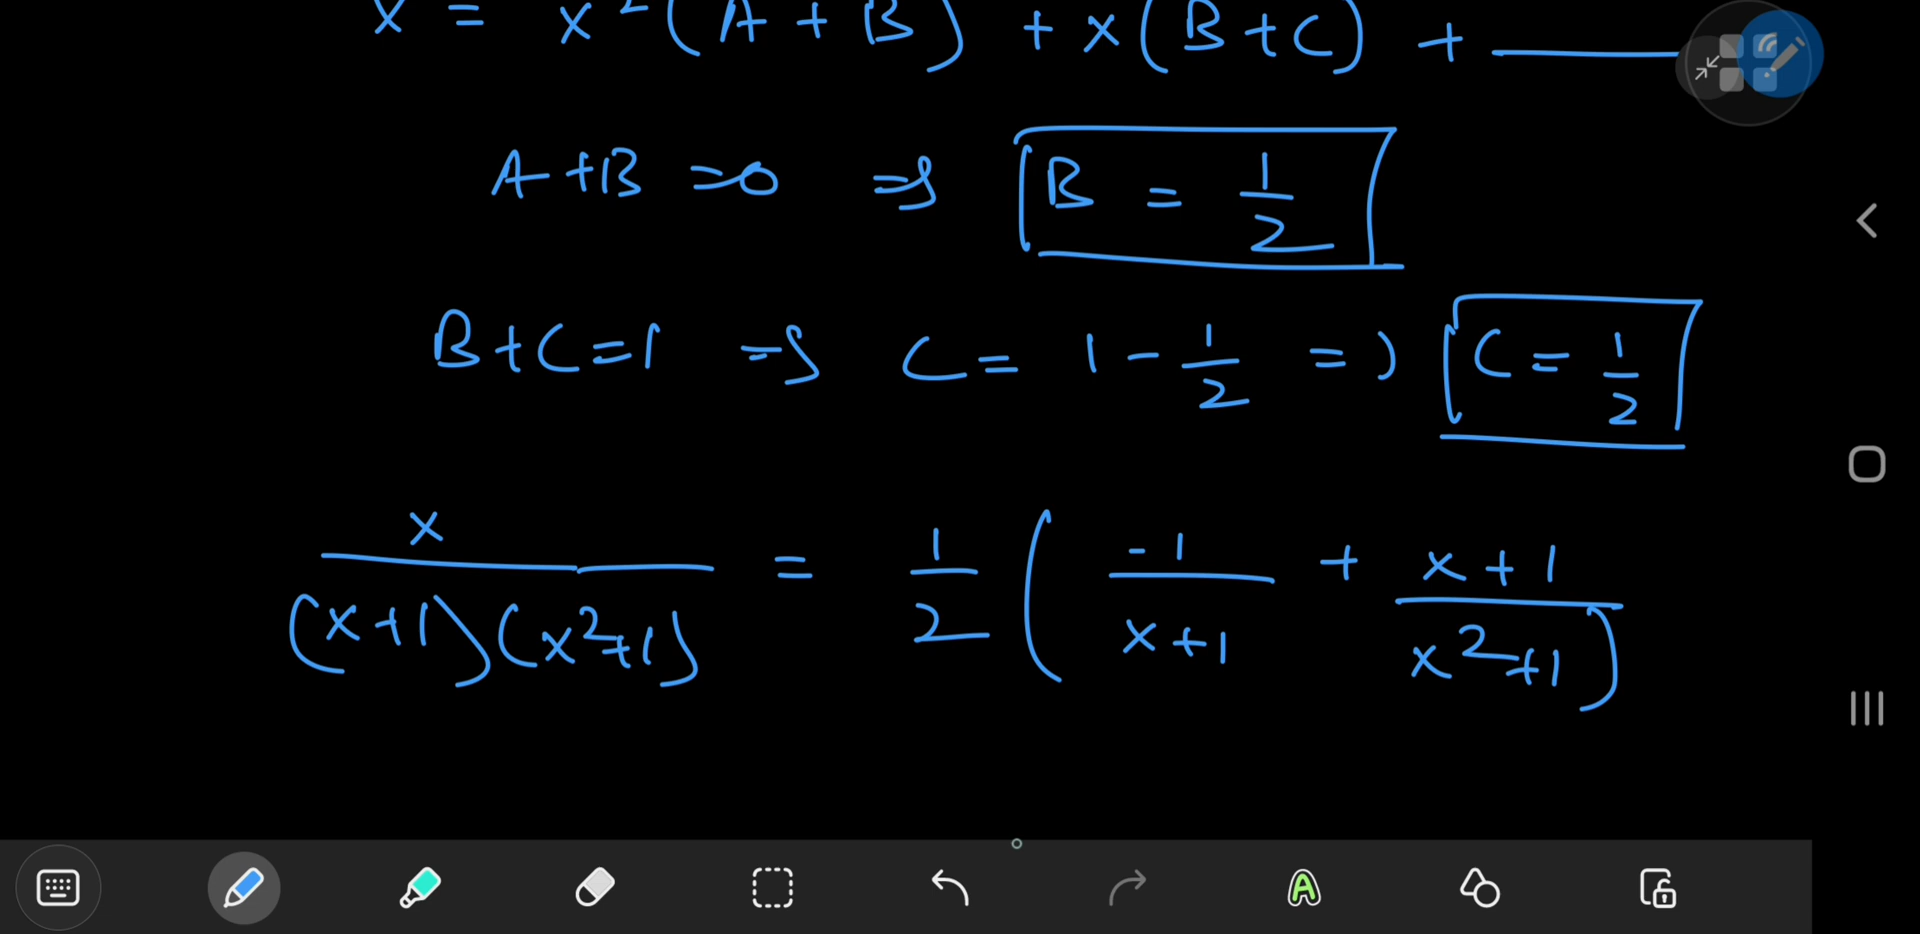 x = x² (A + B) + x (B + C) + ______
A + B = 0 ⇒ B = 1/2
B + C = 1 ⇒ C = 1 - 1/2 ⇒ C = 1/2
x/((x+1)(x²+1)) = 1/2 ( -1/(x+1) + (x+1)/(x²+1) )
A